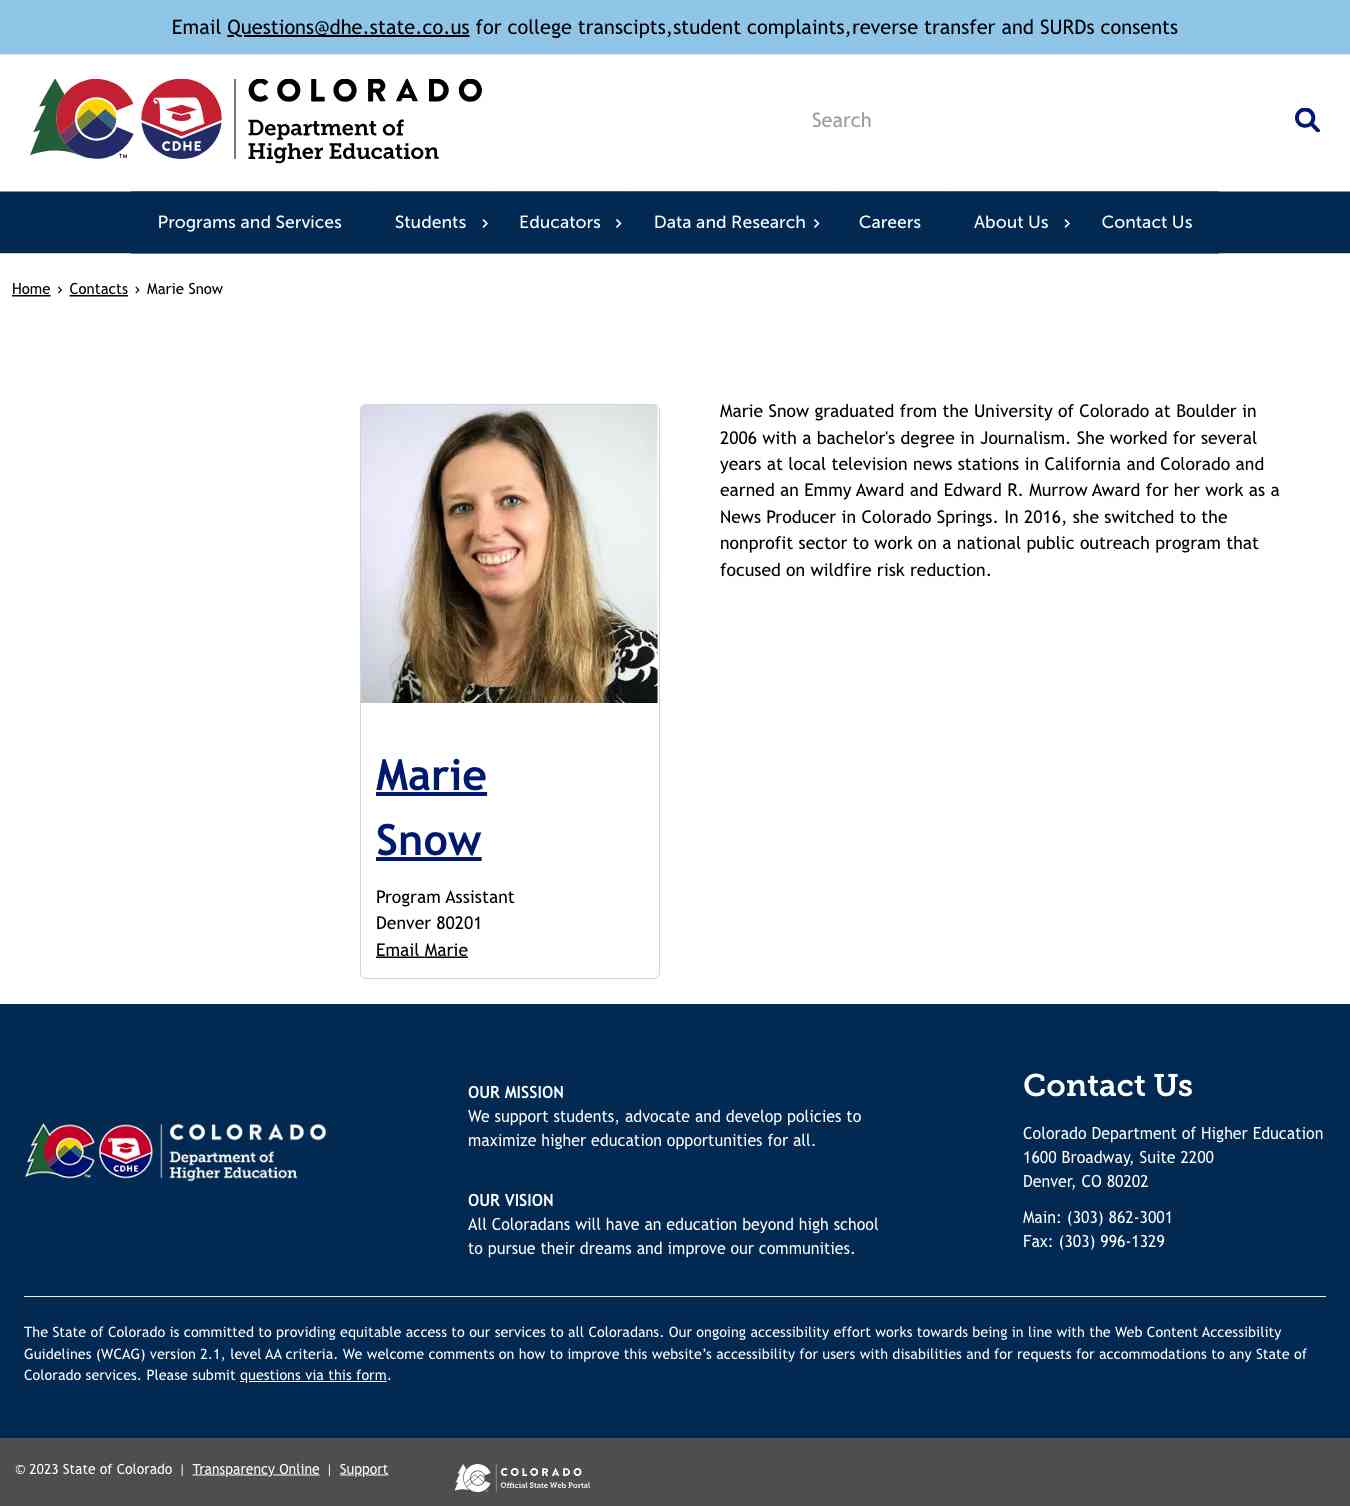 Email Questions@dhe.state.co.us for college transcipts,student complaints,reverse transfer and SURDs consents
COLORADO
Department of
Higher Education
CDHE
TM
Search
Programs and Services Students › Educators › Data and Research › Careers About Us › Contact Us
Home › Contacts › Marie Snow
Marie Snow graduated from the University of Colorado at Boulder in
2006 with a bachelor's degree in Journalism. She worked for several
years at local television news stations in California and Colorado and
earned an Emmy Award and Edward R. Murrow Award for her work as a
News Producer in Colorado Springs. In 2016, she switched to the
nonprofit sector to work on a national public outreach program that
focused on wildfire risk reduction.
Marie
Snow
Program Assistant
Denver 80201
Email Marie
COLORADO
Department of
Higher Education
CDHE
TM
OUR MISSION
We support students, advocate and develop policies to
maximize higher education opportunities for all.
OUR VISION
All Coloradans will have an education beyond high school
to pursue their dreams and improve our communities.
Contact Us
Colorado Department of Higher Education
1600 Broadway, Suite 2200
Denver, CO 80202
Main: (303) 862-3001
Fax: (303) 996-1329
The State of Colorado is committed to providing equitable access to our services to all Coloradans. Our ongoing accessibility effort works towards being in line with the Web Content Accessibility
Guidelines (WCAG) version 2.1, level AA criteria. We welcome comments on how to improve this website’s accessibility for users with disabilities and for requests for accommodations to any State of
Colorado services. Please submit questions via this form.
© 2023 State of Colorado | Transparency Online | Support
COLORADO
Official State Web Portal